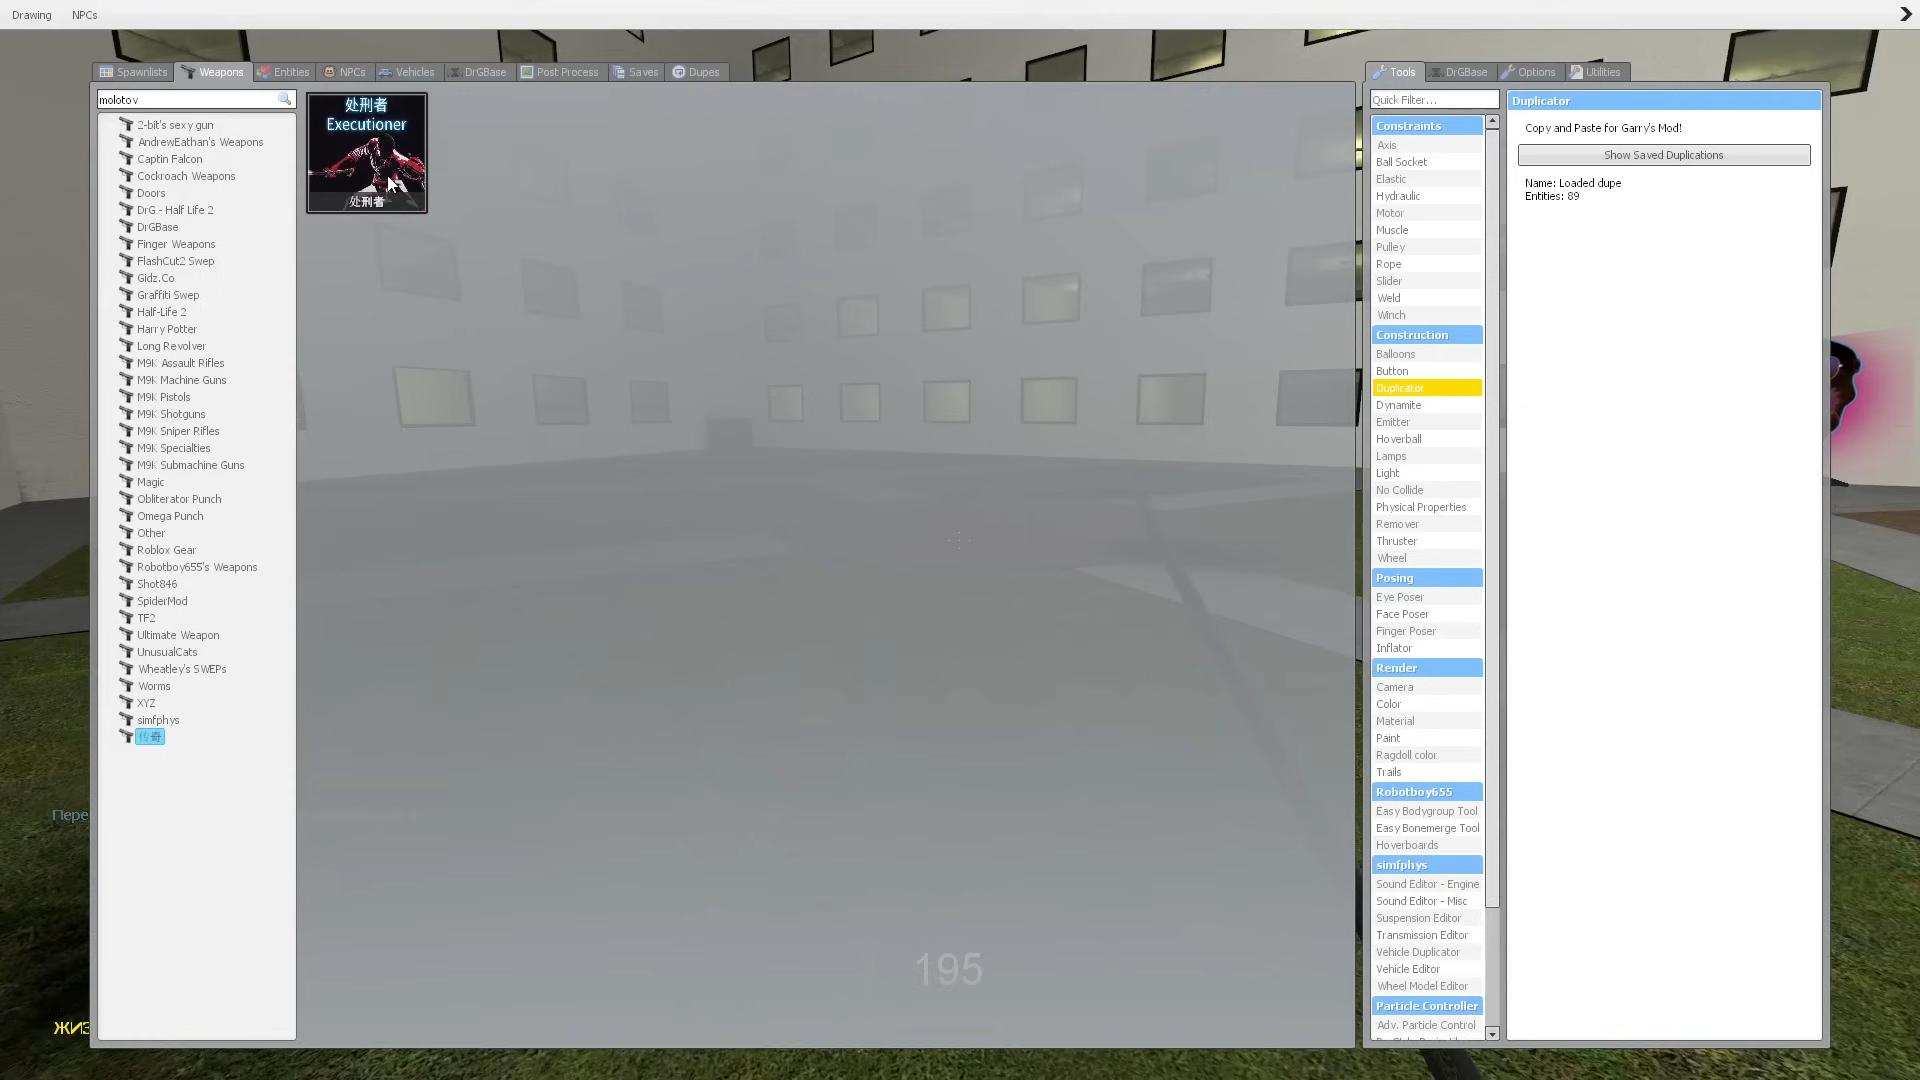 Drawing NPCs
Spawnlists Weapons Entities NPCs Vehicles DrGBase Post Process Saves Dupes
molotov
2-bit's sexy gun
AndrewEathan's Weapons
Captin Falcon
Cockroach Weapons
Doors
DrG - Half Life 2
DrGBase
Finger Weapons
FlashCut2 Swep
Gidz.Co
Graffiti Swep
Half-Life 2
Harry Potter
Long Revolver
M9K Assault Rifles
M9K Machine Guns
M9K Pistols
M9K Shotguns
M9K Sniper Rifles
M9K Specialties
M9K Submachine Guns
Magic
Obliterator Punch
Omega Punch
Other
Roblox Gear
Robotboy655's Weapons
Shot846
SpiderMod
TF2
Ultimate Weapon
UnusualCats
Wheatley's SWEPs
Worms
XYZ
simfphys
传奇
处刑者
Executioner
处刑者
195
Пере
ЖИЗ
Tools DrGBase Options Utilities
Quick Filter...
Constraints
Axis
Ball Socket
Elastic
Hydraulic
Motor
Muscle
Pulley
Rope
Slider
Weld
Winch
Construction
Balloons
Button
Duplicator
Dynamite
Emitter
Hoverball
Lamps
Light
No Collide
Physical Properties
Remover
Thruster
Wheel
Posing
Eye Poser
Face Poser
Finger Poser
Inflator
Render
Camera
Color
Material
Paint
Ragdoll color
Trails
Robotboy655
Easy Bodygroup Tool
Easy Bonemerge Tool
Hoverboards
simfphys
Sound Editor - Engine
Sound Editor - Misc
Suspension Editor
Transmission Editor
Vehicle Duplicator
Vehicle Editor
Wheel Model Editor
Particle Controller
Adv. Particle Control
Duplicator
Copy and Paste for Garry's Mod!
Show Saved Duplications
Name: Loaded dupe
Entities: 89